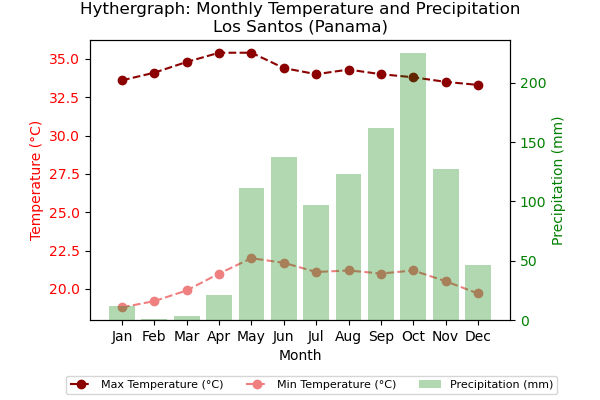 Hythergraph: Monthly Temperature and Precipitation
Los Santos (Panama)
35.0
32.5
30.0
27.5
25.0
22.5
20.0
Temperature (°C)
200
150
100
50
0
Precipitation (mm)
Jan Feb Mar Apr May Jun Jul Aug Sep Oct Nov Dec
Month
Max Temperature (°C) Min Temperature (°C) Precipitation (mm)